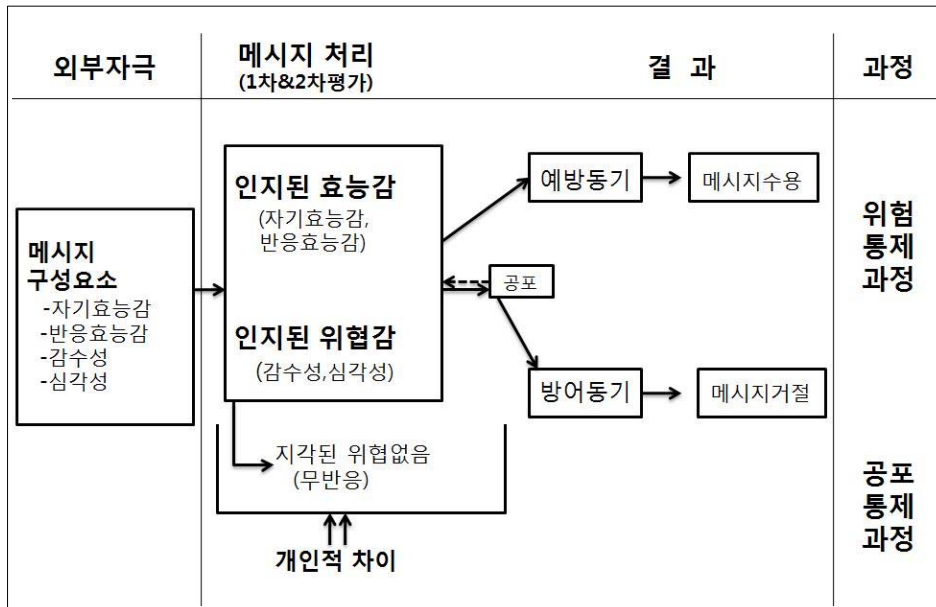 외부자극
메시지 처리
(1차&2차평가)
결 과
과정
메시지
구성요소
-자기효능감
-반응효능감
-감수성
-심각성
인지된 효능감
(자기효능감,
반응효능감)
인지된 위협감
(감수성,심각성)
지각된 위협없음
(무반응)
개인적 차이
예방동기
메시지수용
공포
방어동기
메시지거절
위험
통제
과정
공포
통제
과정